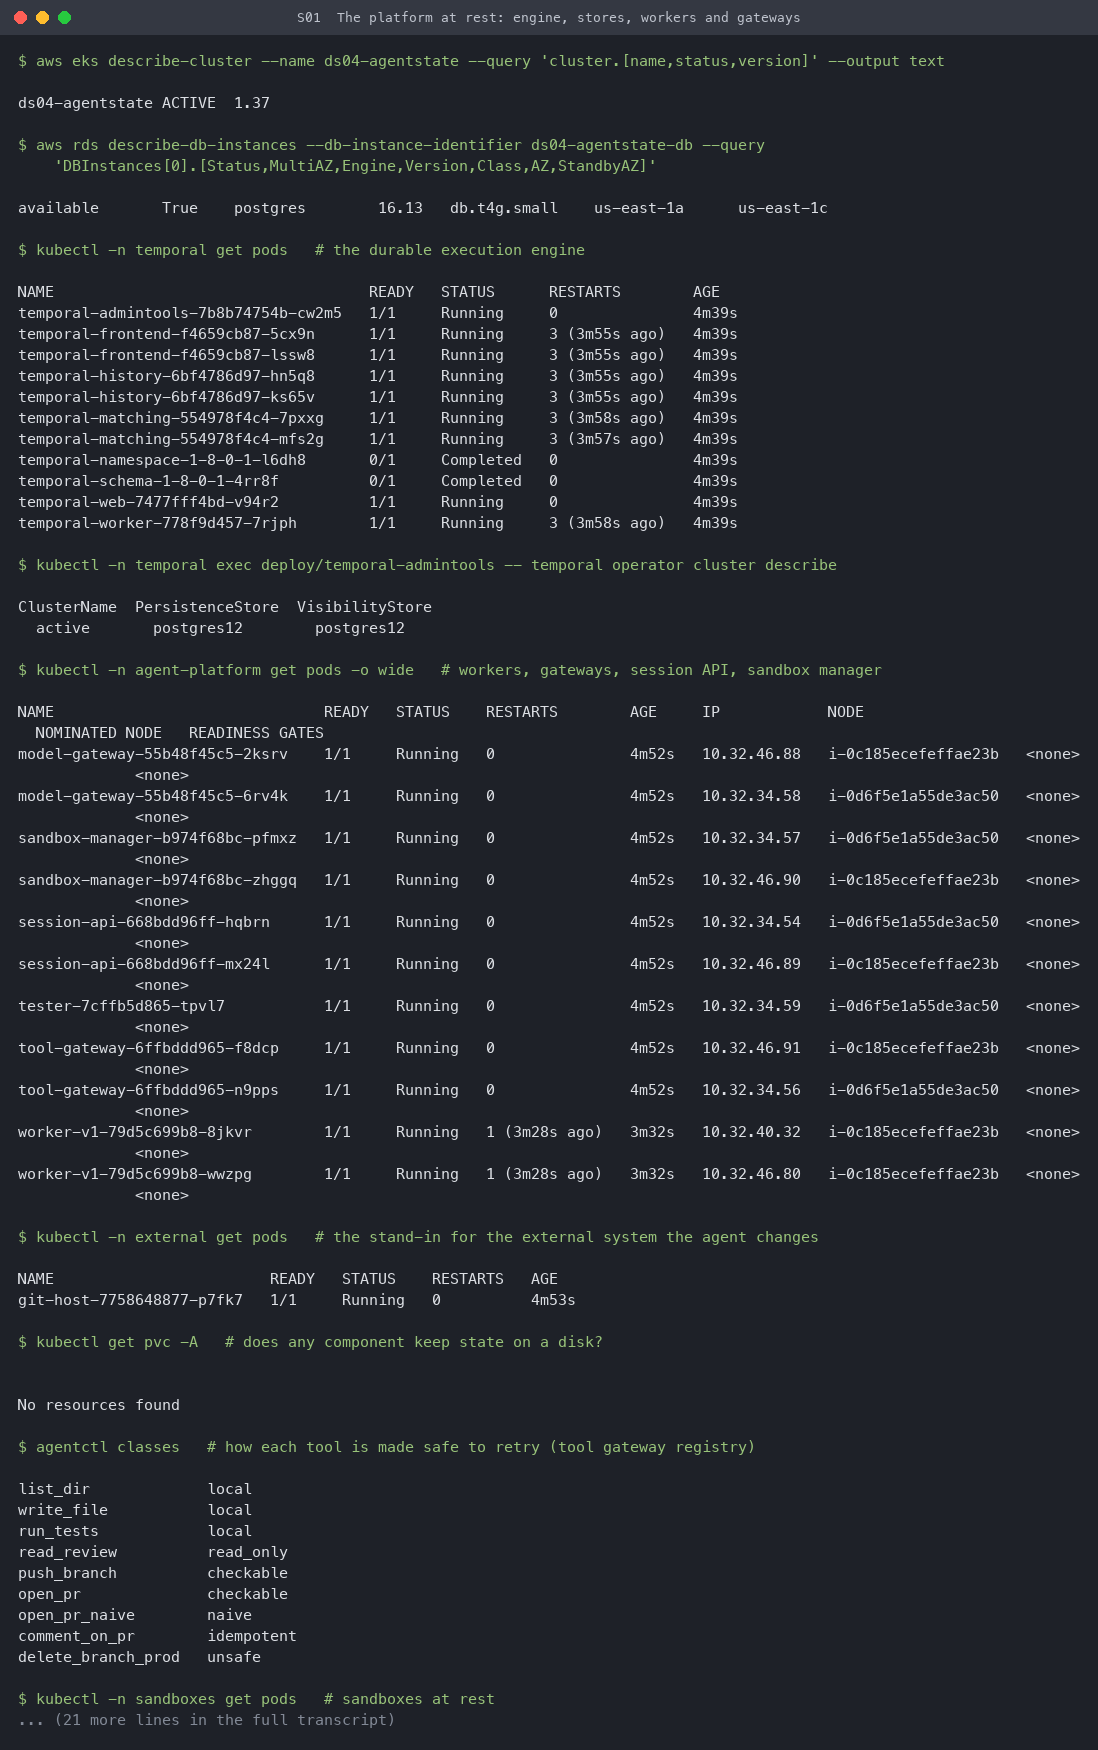 S01  The platform at rest: engine, stores, workers and gateways
$ aws eks describe-cluster --name ds04-agentstate --query 'cluster.[name,status,version]' --output text
ds04-agentstate ACTIVE  1.37
$ aws rds describe-db-instances --db-instance-identifier ds04-agentstate-db --query
    'DBInstances[0].[Status,MultiAZ,Engine,Version,Class,AZ,StandbyAZ]'
available       True    postgres        16.13   db.t4g.small    us-east-1a      us-east-1c
$ kubectl -n temporal get pods   # the durable execution engine
NAME                                   READY   STATUS      RESTARTS        AGE
temporal-admintools-7b8b74754b-cw2m5   1/1     Running     0               4m39s
temporal-frontend-f4659cb87-5cx9n      1/1     Running     3 (3m55s ago)   4m39s
temporal-frontend-f4659cb87-lssw8      1/1     Running     3 (3m55s ago)   4m39s
temporal-history-6bf4786d97-hn5q8      1/1     Running     3 (3m55s ago)   4m39s
temporal-history-6bf4786d97-ks65v      1/1     Running     3 (3m55s ago)   4m39s
temporal-matching-554978f4c4-7pxxg     1/1     Running     3 (3m58s ago)   4m39s
temporal-matching-554978f4c4-mfs2g     1/1     Running     3 (3m57s ago)   4m39s
temporal-namespace-1-8-0-1-l6dh8       0/1     Completed   0               4m39s
temporal-schema-1-8-0-1-4rr8f          0/1     Completed   0               4m39s
temporal-web-7477fff4bd-v94r2          1/1     Running     0               4m39s
temporal-worker-778f9d457-7rjph        1/1     Running     3 (3m58s ago)   4m39s
$ kubectl -n temporal exec deploy/temporal-admintools -- temporal operator cluster describe
ClusterName  PersistenceStore  VisibilityStore
  active       postgres12        postgres12
$ kubectl -n agent-platform get pods -o wide   # workers, gateways, session API, sandbox manager
NAME                              READY   STATUS    RESTARTS        AGE     IP            NODE
  NOMINATED NODE   READINESS GATES
model-gateway-55b48f45c5-2ksrv    1/1     Running   0               4m52s   10.32.46.88   i-0c185ecefeffae23b   <none>
             <none>
model-gateway-55b48f45c5-6rv4k    1/1     Running   0               4m52s   10.32.34.58   i-0d6f5e1a55de3ac50   <none>
             <none>
sandbox-manager-b974f68bc-pfmxz   1/1     Running   0               4m52s   10.32.34.57   i-0d6f5e1a55de3ac50   <none>
             <none>
sandbox-manager-b974f68bc-zhggq   1/1     Running   0               4m52s   10.32.46.90   i-0c185ecefeffae23b   <none>
             <none>
session-api-668bdd96ff-hqbrn      1/1     Running   0               4m52s   10.32.34.54   i-0d6f5e1a55de3ac50   <none>
             <none>
session-api-668bdd96ff-mx24l      1/1     Running   0               4m52s   10.32.46.89   i-0c185ecefeffae23b   <none>
             <none>
tester-7cffb5d865-tpvl7           1/1     Running   0               4m52s   10.32.34.59   i-0d6f5e1a55de3ac50   <none>
             <none>
tool-gateway-6ffbddd965-f8dcp     1/1     Running   0               4m52s   10.32.46.91   i-0c185ecefeffae23b   <none>
             <none>
tool-gateway-6ffbddd965-n9pps     1/1     Running   0               4m52s   10.32.34.56   i-0d6f5e1a55de3ac50   <none>
             <none>
worker-v1-79d5c699b8-8jkvr        1/1     Running   1 (3m28s ago)   3m32s   10.32.40.32   i-0c185ecefeffae23b   <none>
             <none>
worker-v1-79d5c699b8-wwzpg        1/1     Running   1 (3m28s ago)   3m32s   10.32.46.80   i-0c185ecefeffae23b   <none>
             <none>
$ kubectl -n external get pods   # the stand-in for the external system the agent changes
NAME                        READY   STATUS    RESTARTS   AGE
git-host-7758648877-p7fk7   1/1     Running   0          4m53s
$ kubectl get pvc -A   # does any component keep state on a disk?
No resources found
$ agentctl classes   # how each tool is made safe to retry (tool gateway registry)
list_dir             local
write_file           local
run_tests            local
read_review          read_only
push_branch          checkable
open_pr              checkable
open_pr_naive        naive
comment_on_pr        idempotent
delete_branch_prod   unsafe
$ kubectl -n sandboxes get pods   # sandboxes at rest
... (21 more lines in the full transcript)